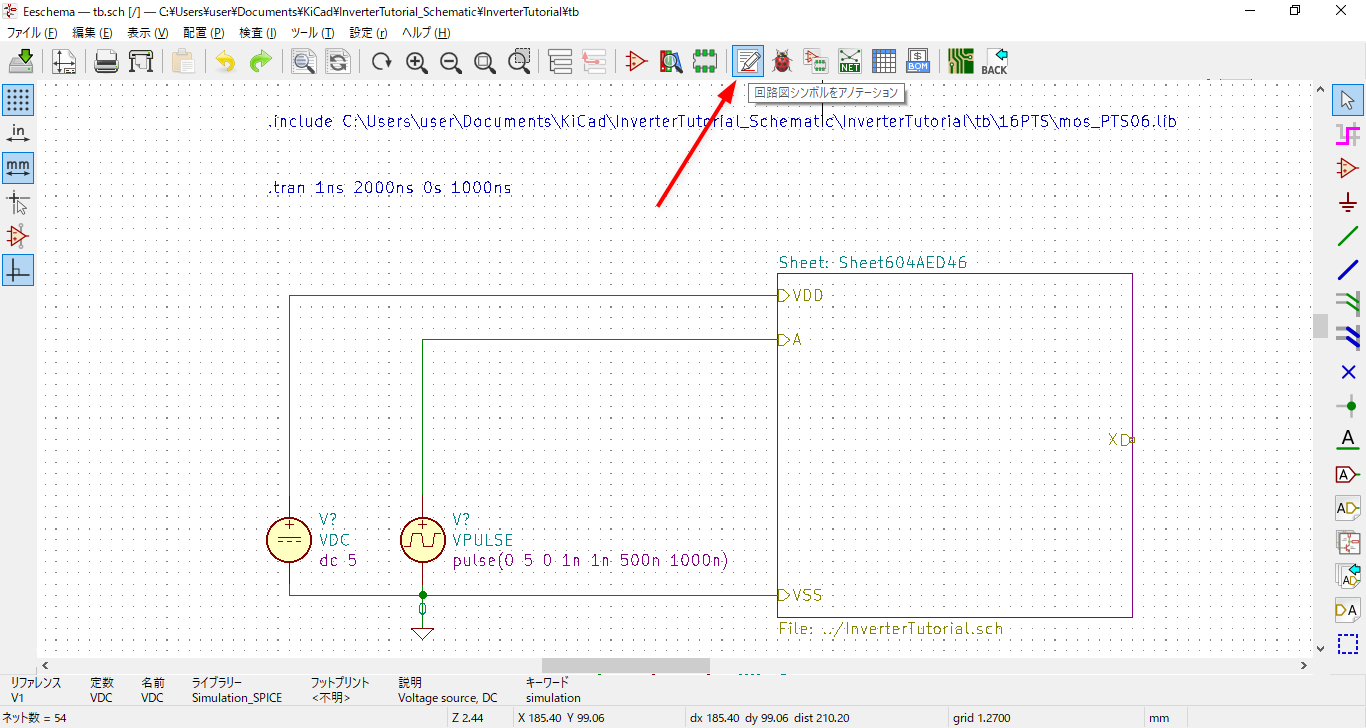 Eeschema — tb.sch [/] — C:¥Users¥user¥Documents¥KiCad¥InverterTutorial_Schematic¥InverterTutorial¥tb
ファイル (F) 編集 (E) 表示 (V) 配置 (P) 検査 (I) ツール (T) 設定 (r) ヘルプ (H)
NET
$
BOM
BACK
回路図シンボルをアノテーション
in
mm
.include C:\Users\user\Documents\KiCad\InverterTutorial_Schematic\InverterTutorial\tb\16PTS\mos_PTS06.lib
.tran 1ns 2000ns 0s 1000ns
Sheet: Sheet604AED46
VDD
A
X
V?
VDC
dc 5
V?
VPULSE
pulse(0 5 0 1n 1n 500n 1000n)
VSS
0
File: ../InverterTutorial.sch
A
A
AD
AD
DA
リファレンス 定数 名前 ライブラリー フットプリント 説明 キーワード
V1 VDC VDC Simulation_SPICE <不明> Voltage source, DC simulation
ネット数 = 54 Z 2.44 X 185.40 Y 99.06 dx 185.40 dy 99.06 dist 210.20 grid 1.2700 mm